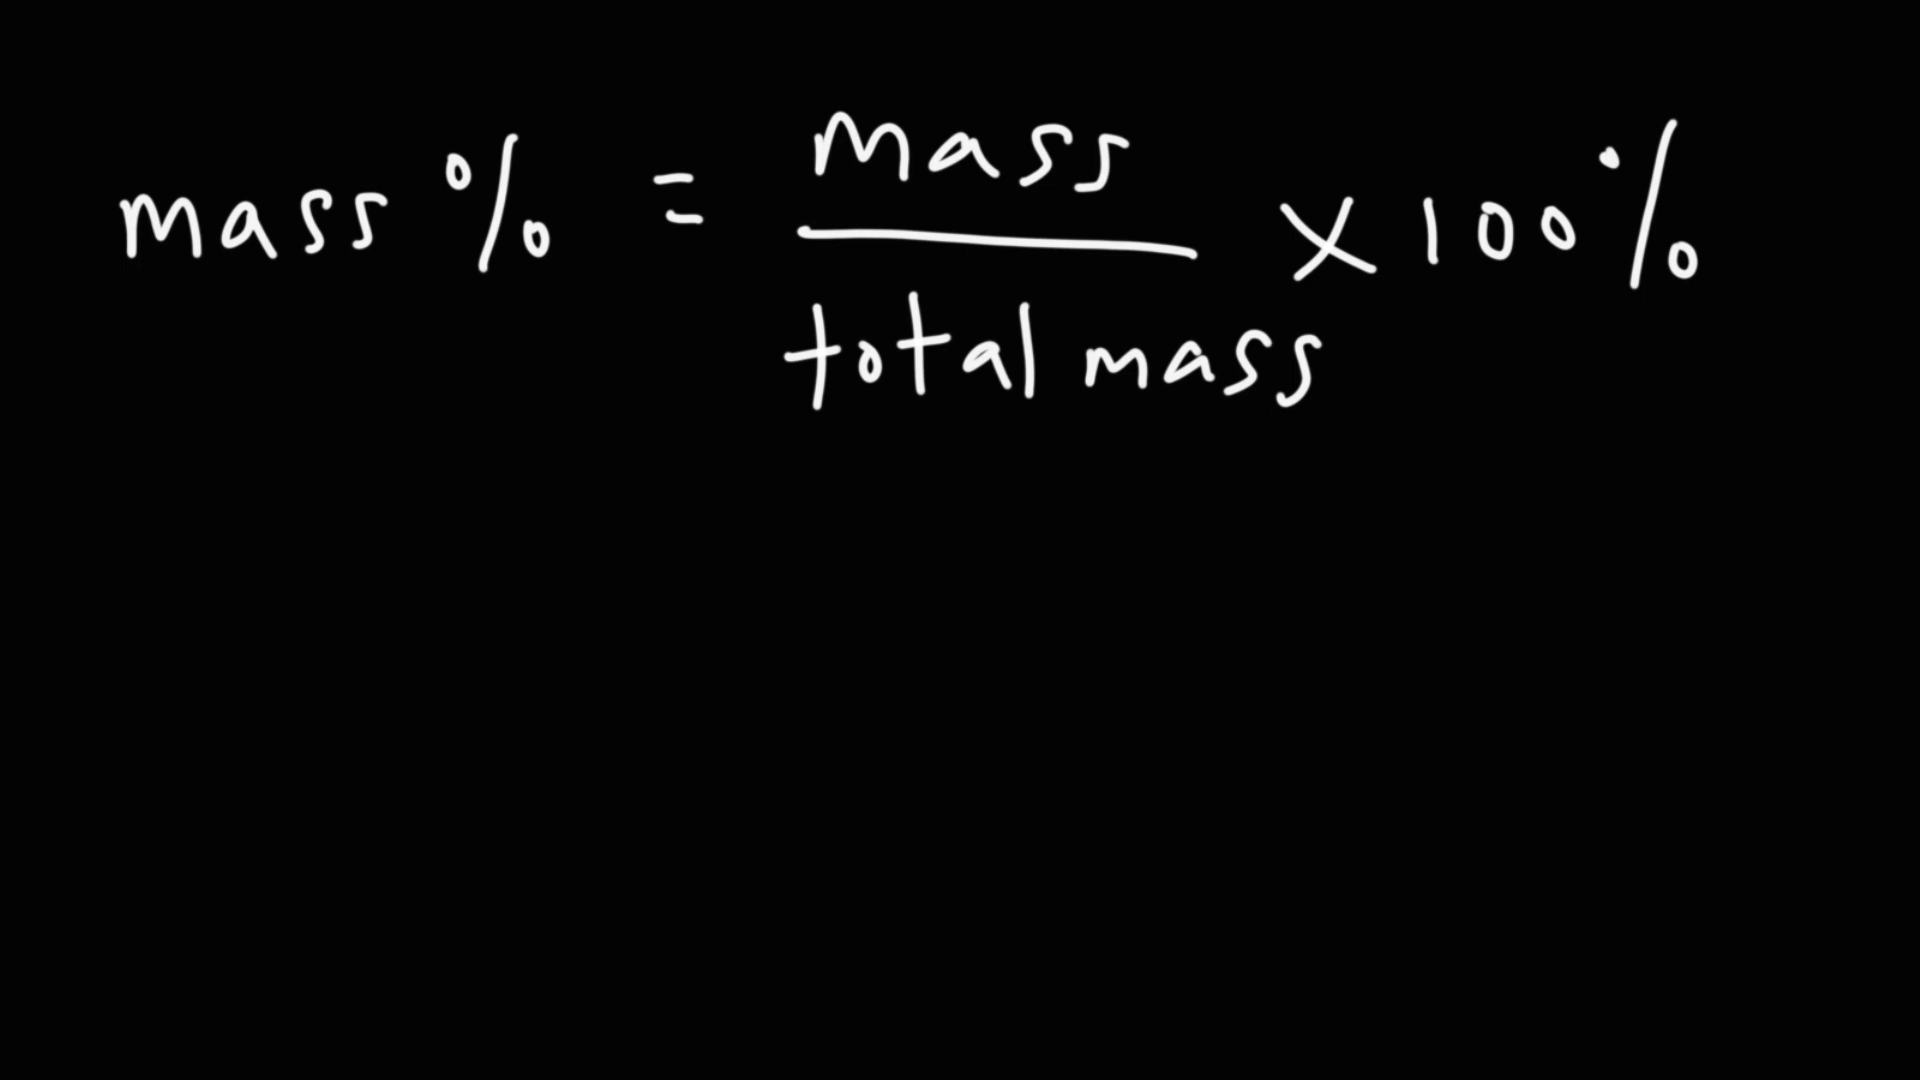 mass % = mass / total mass × 100%